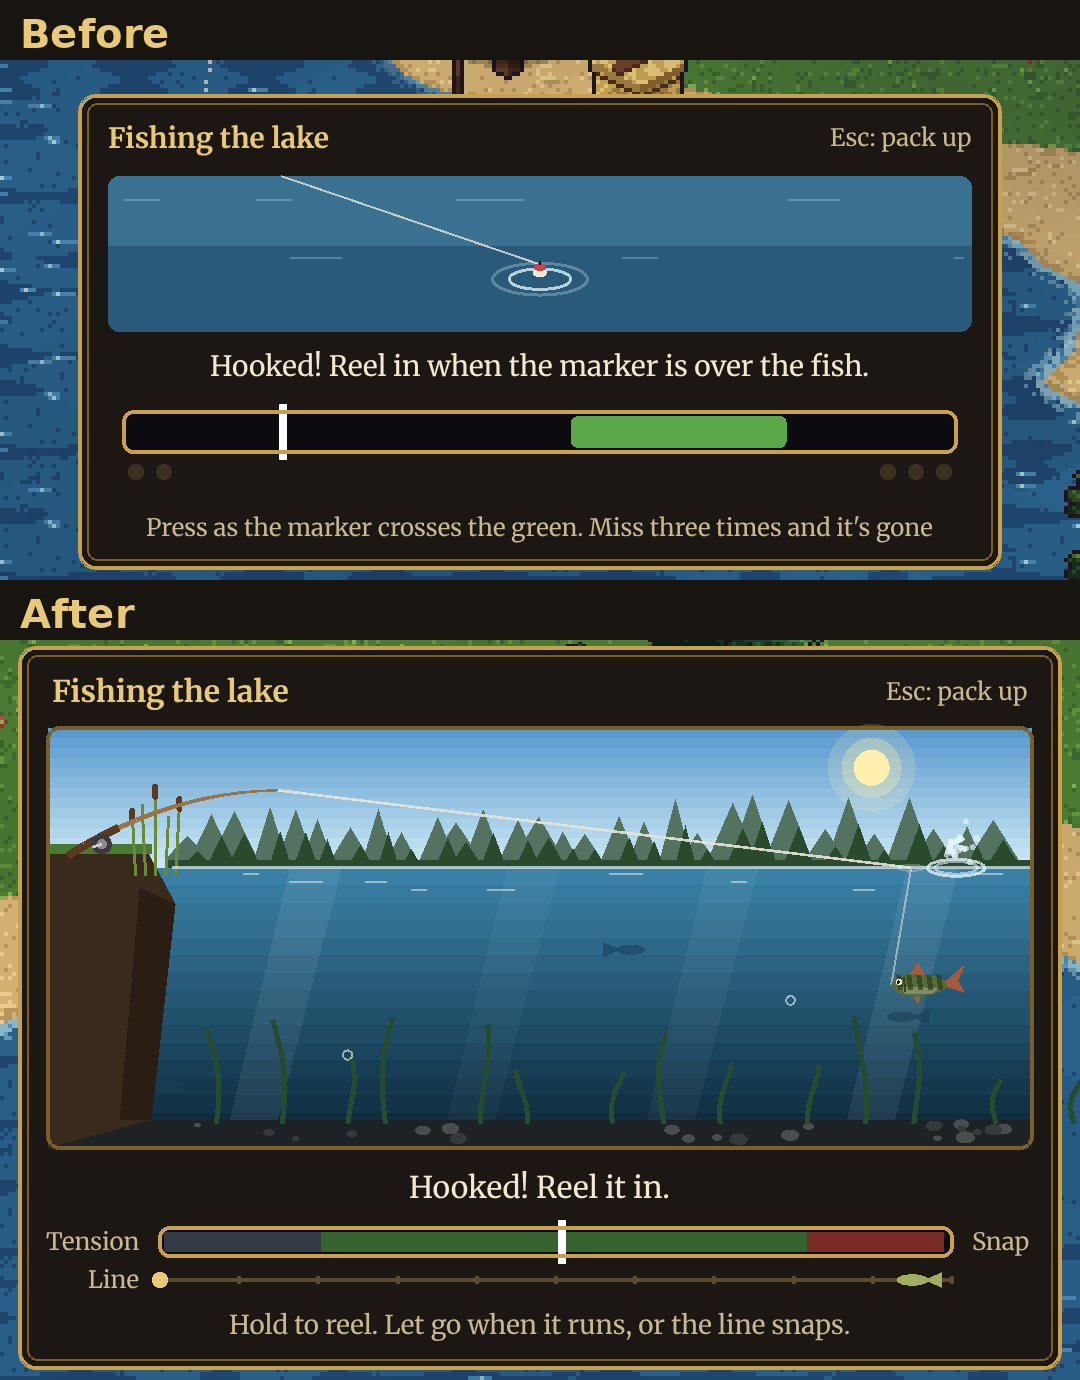 Before
Fishing the lake
Esc: pack up
Hooked! Reel in when the marker is over the fish.
Press as the marker crosses the green. Miss three times and it's gone
After
Fishing the lake
Esc: pack up
Hooked! Reel it in.
Tension
Snap
Line
Hold to reel. Let go when it runs, or the line snaps.